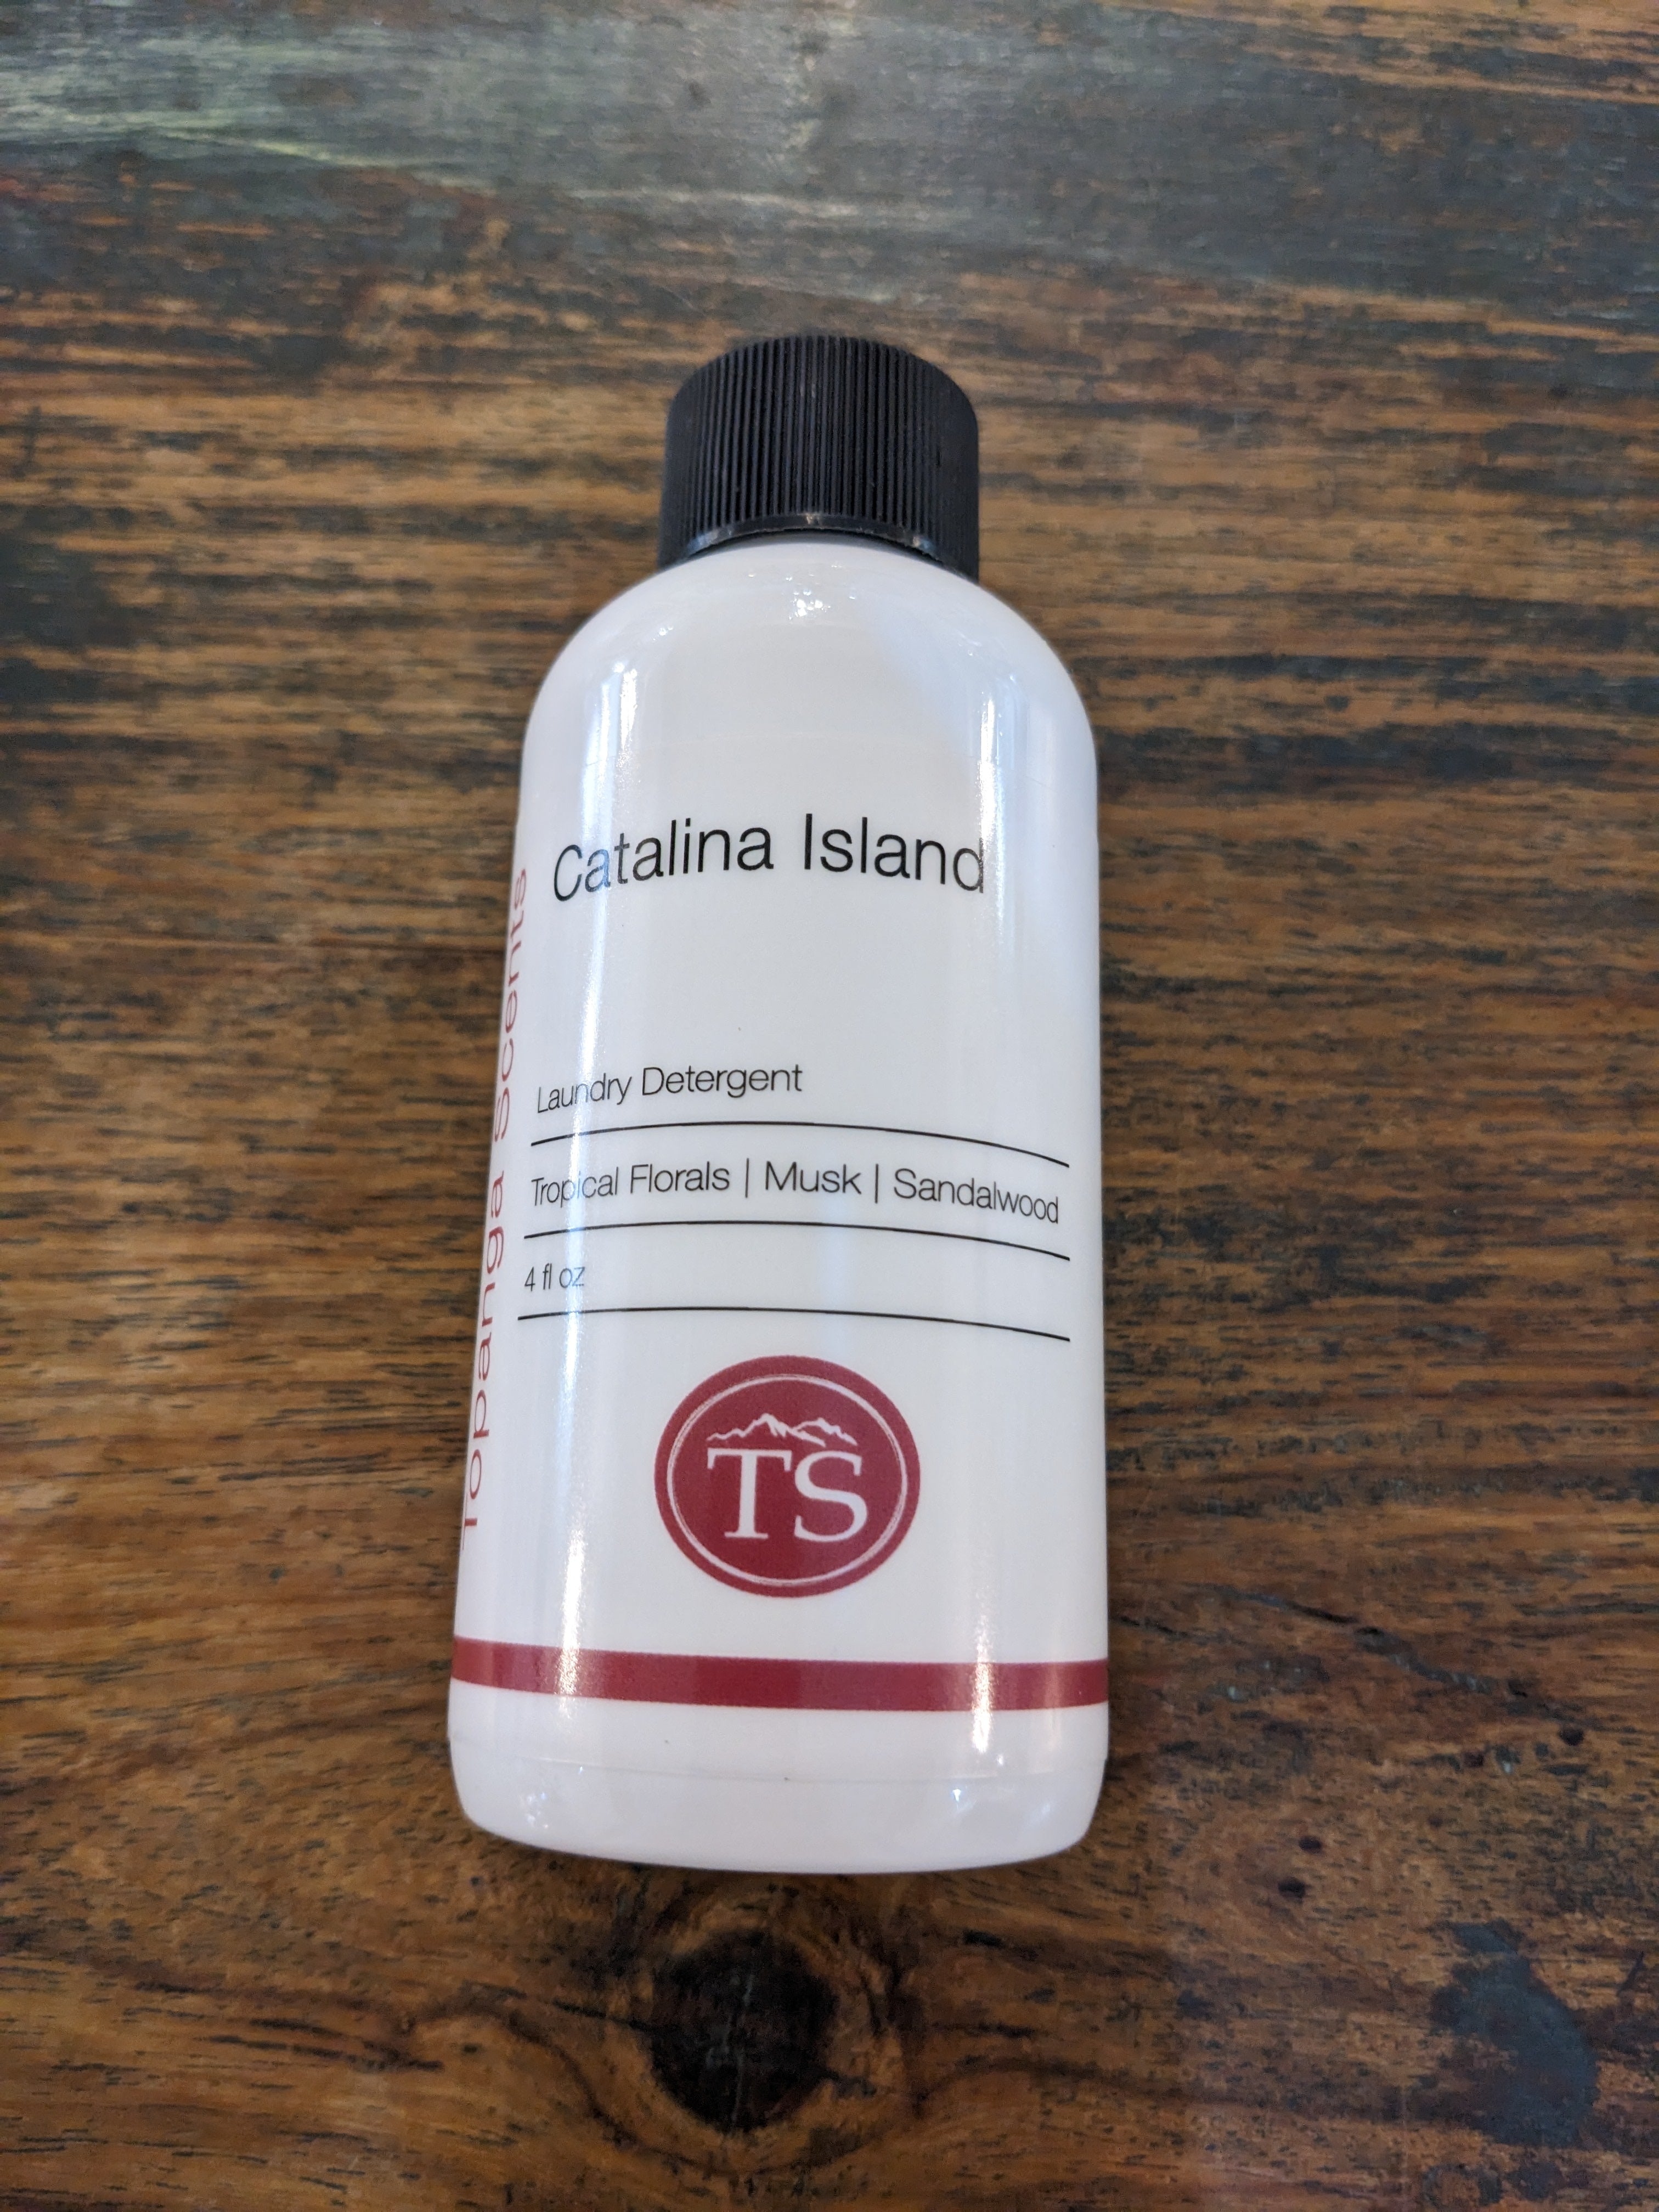 Catalina Island
Topanga Scents
Laundry Detergent
Tropical Florals | Musk | Sandalwood
4 fl oz
TS